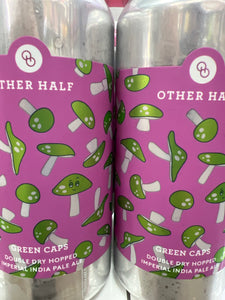 OTHER HALF
GREEN CAPS
DOUBLE DRY HOPPED
IMPERIAL INDIA PALE ALE
OTHER HA
GREEN CAPS
DOUBLE DRY HOPPED
IMPERIAL INDIA PALE ALE